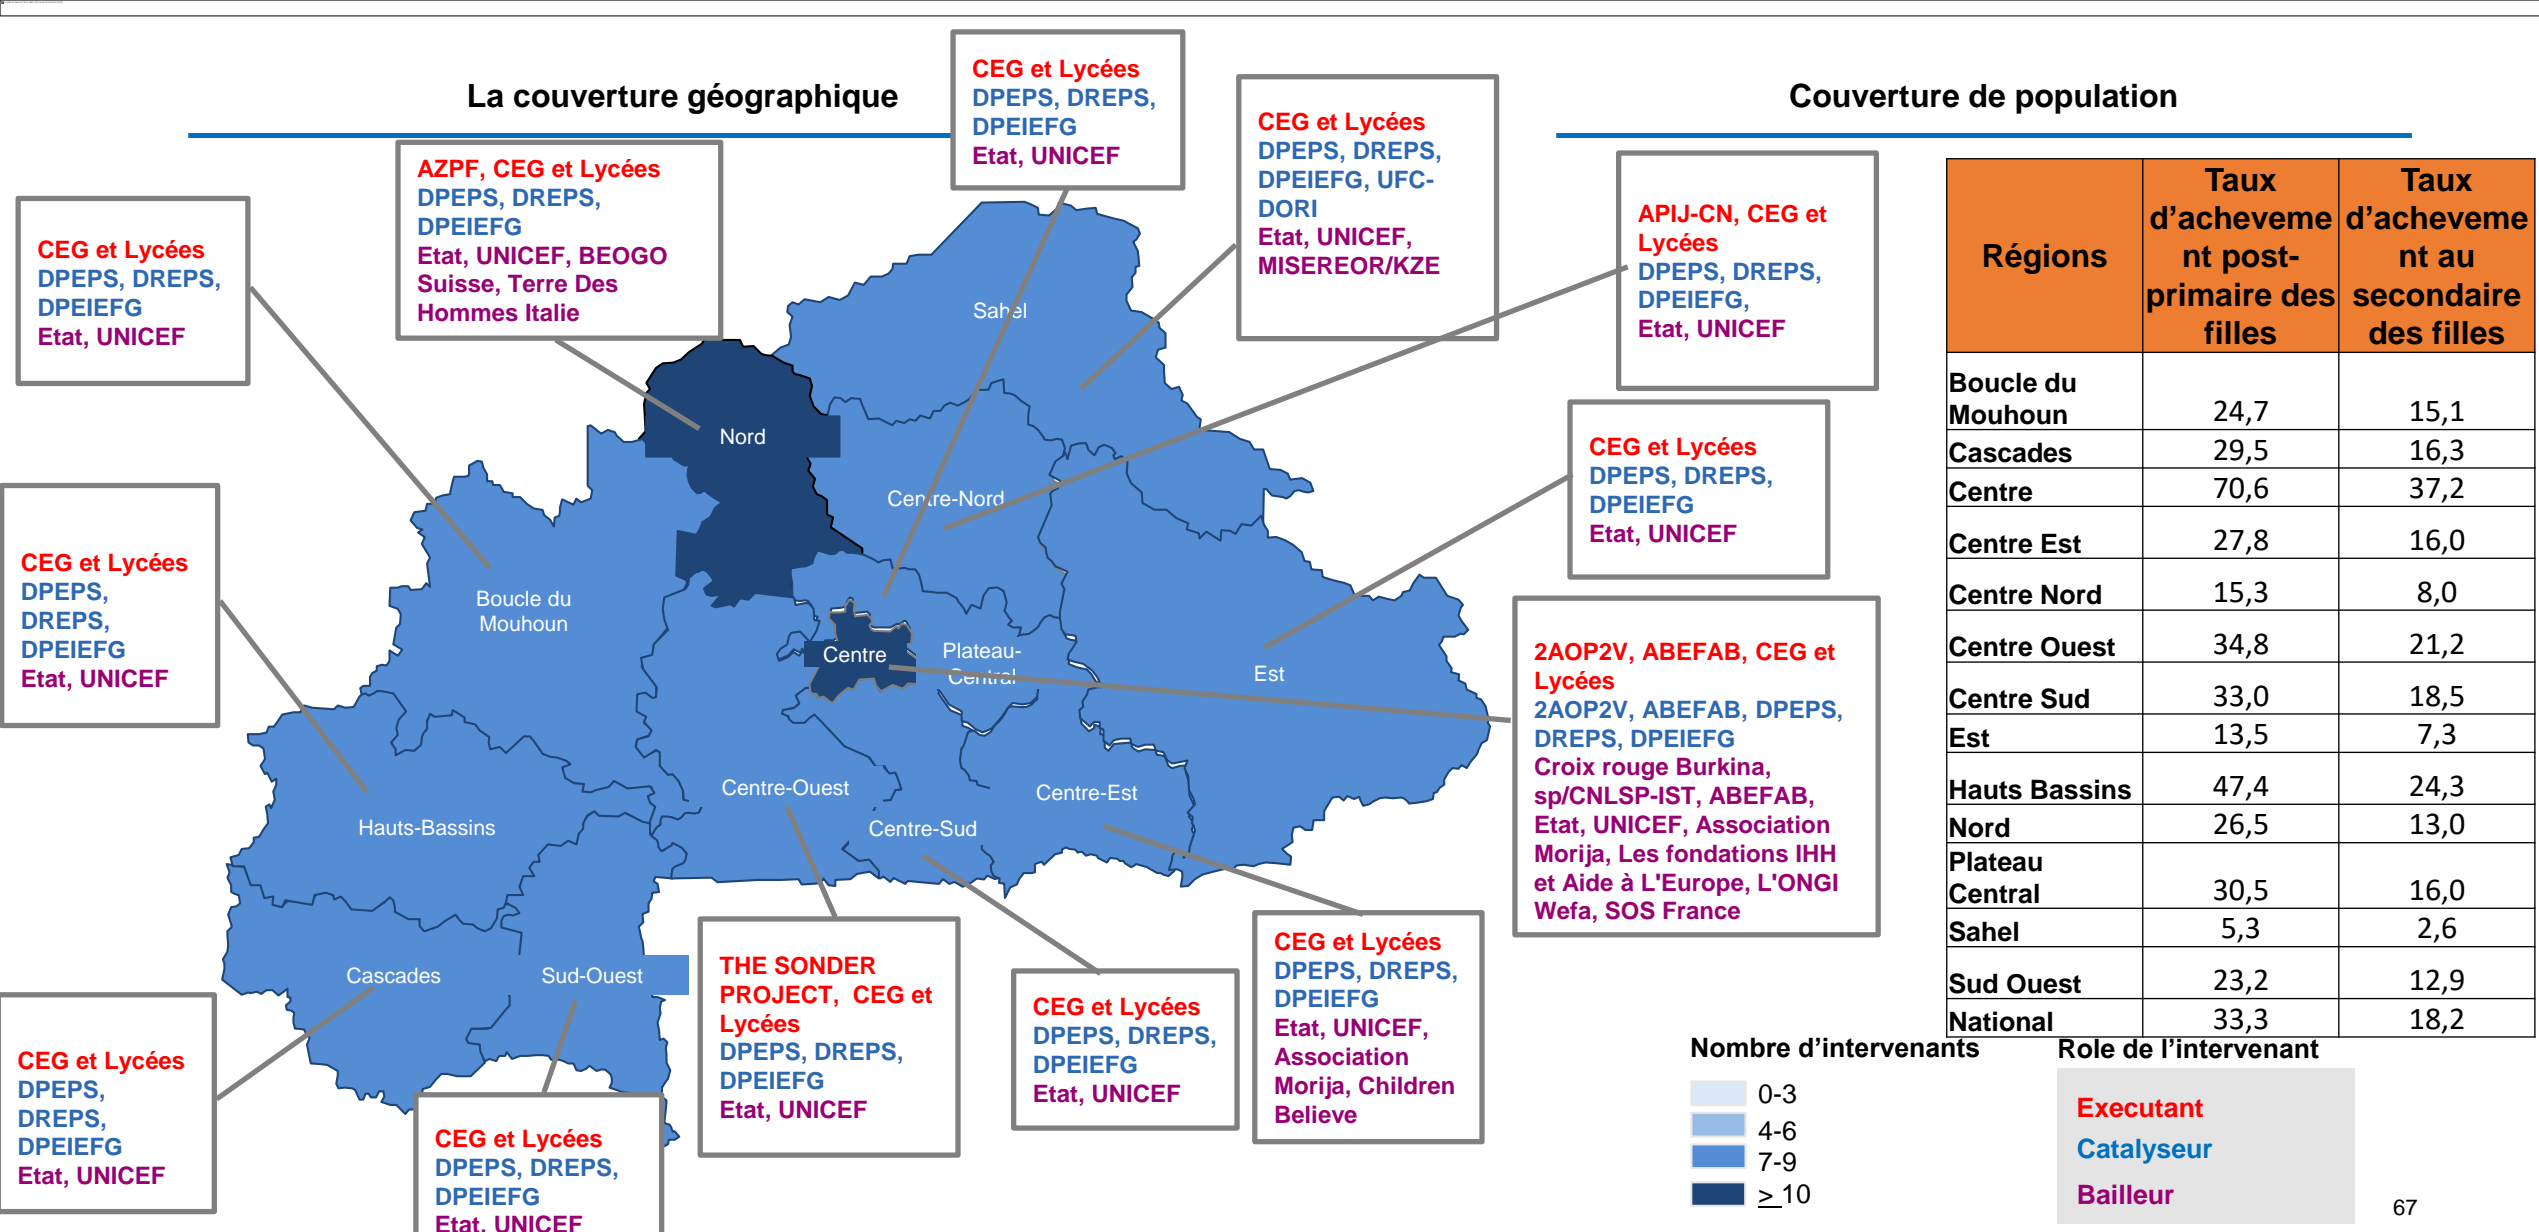 La couverture géographique
Couverture de population
CEG et Lycées
DPEPS, DREPS,
DPEIEFG
Etat, UNICEF
CEG et Lycées
DPEPS, DREPS,
DPEIEFG, UFC-
DORI
Etat, UNICEF,
MISEREOR/KZE
AZPF, CEG et Lycées
DPEPS, DREPS,
DPEIEFG
Etat, UNICEF, BEOGO
Suisse, Terre Des
Hommes Italie
APIJ-CN, CEG et
Lycées
DPEPS, DREPS,
DPEIEFG,
Etat, UNICEF
CEG et Lycées
DPEPS, DREPS,
DPEIEFG
Etat, UNICEF
CEG et Lycées
DPEPS, DREPS,
DPEIEFG
Etat, UNICEF
CEG et Lycées
DPEPS,
DREPS,
DPEIEFG
Etat, UNICEF
2AOP2V, ABEFAB, CEG et
Lycées
2AOP2V, ABEFAB, DPEPS,
DREPS, DPEIEFG
Croix rouge Burkina,
sp/CNLSP-IST, ABEFAB,
Etat, UNICEF, Association
Morija, Les fondations IHH
et Aide à L'Europe, L'ONGI
Wefa, SOS France
Sahel
Nord
Centre-Nord
Boucle du
Mouhoun
Centre
Plateau-
Central
Est
Centre-Ouest
Centre-Est
Hauts-Bassins
Centre-Sud
Cascades
Sud-Ouest
CEG et Lycées
DPEPS,
DREPS,
DPEIEFG
Etat, UNICEF
CEG et Lycées
DPEPS, DREPS,
DPEIEFG
Etat, UNICEF
THE SONDER
PROJECT, CEG et
Lycées
DPEPS, DREPS,
DPEIEFG
Etat, UNICEF
CEG et Lycées
DPEPS, DREPS,
DPEIEFG
Etat, UNICEF
CEG et Lycées
DPEPS, DREPS,
DPEIEFG
Etat, UNICEF,
Association
Morija, Children
Believe
Régions
Taux
d’acheveme
nt post-
primaire des
filles
Taux
d’acheveme
nt au
secondaire
des filles
Boucle du
Mouhoun 24,7 15,1
Cascades 29,5 16,3
Centre 70,6 37,2
Centre Est 27,8 16,0
Centre Nord 15,3 8,0
Centre Ouest 34,8 21,2
Centre Sud 33,0 18,5
Est 13,5 7,3
Hauts Bassins 47,4 24,3
Nord 26,5 13,0
Plateau
Central 30,5 16,0
Sahel 5,3 2,6
Sud Ouest 23,2 12,9
National 33,3 18,2
Nombre d’intervenants
0-3
4-6
7-9
> 10
Role de l’intervenant
Executant
Catalyseur
Bailleur
67